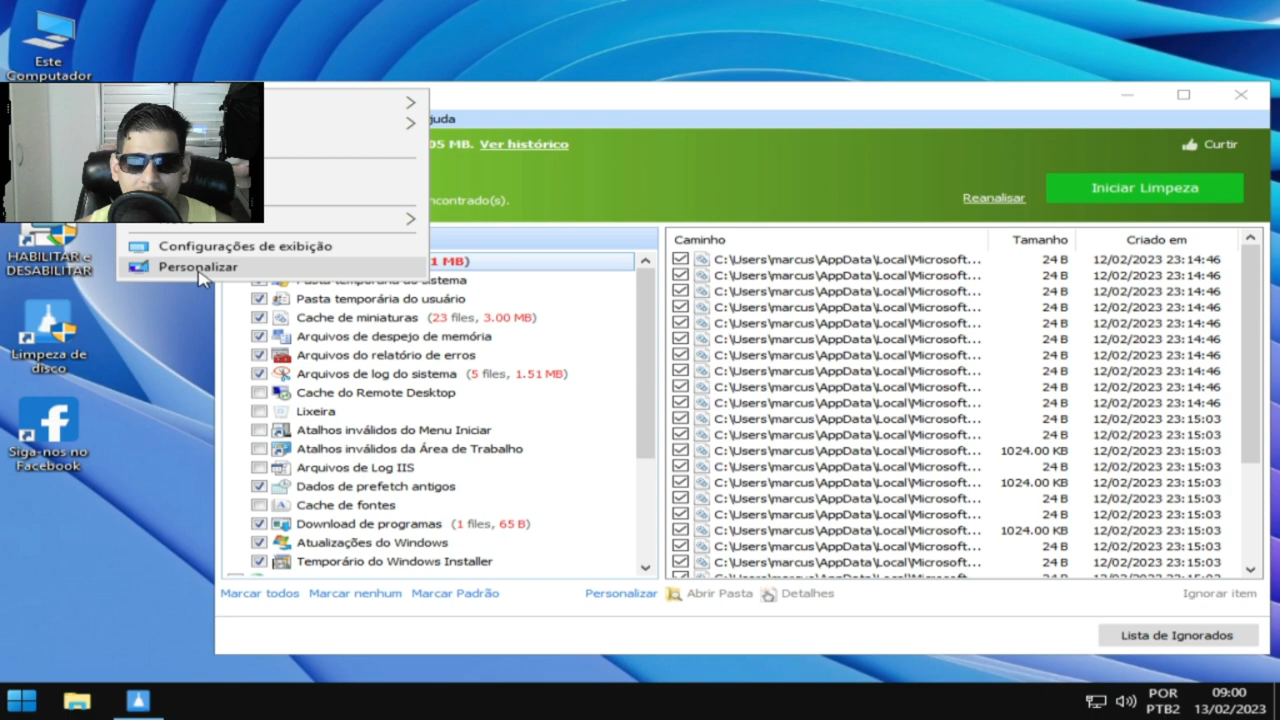 Este
Computador
HABILITAR e
DESABILITAR
Limpeza de
disco
Siga-nos no
Facebook
Configurações de exibição
Personalizar
juda
05 MB. Ver histórico
Curtir
ncontrado(s).
Reanalisar
Iniciar Limpeza
1 MB)
Pasta temporária do sistema
Pasta temporária do usuário
Cache de miniaturas (23 files, 3.00 MB)
Arquivos de despejo de memória
Arquivos do relatório de erros
Arquivos de log do sistema (5 files, 1.51 MB)
Cache do Remote Desktop
Lixeira
Atalhos inválidos do Menu Iniciar
Atalhos inválidos da Área de Trabalho
Arquivos de Log IIS
Dados de prefetch antigos
Cache de fontes
Download de programas (1 files, 65 B)
Atualizações do Windows
Temporário do Windows Installer
Caminho Tamanho Criado em
C:\Users\marcus\AppData\Local\Microsoft... 24 B 12/02/2023 23:14:46
C:\Users\marcus\AppData\Local\Microsoft... 24 B 12/02/2023 23:14:46
C:\Users\marcus\AppData\Local\Microsoft... 24 B 12/02/2023 23:14:46
C:\Users\marcus\AppData\Local\Microsoft... 24 B 12/02/2023 23:14:46
C:\Users\marcus\AppData\Local\Microsoft... 24 B 12/02/2023 23:14:46
C:\Users\marcus\AppData\Local\Microsoft... 24 B 12/02/2023 23:14:46
C:\Users\marcus\AppData\Local\Microsoft... 24 B 12/02/2023 23:14:46
C:\Users\marcus\AppData\Local\Microsoft... 24 B 12/02/2023 23:14:46
C:\Users\marcus\AppData\Local\Microsoft... 24 B 12/02/2023 23:14:46
C:\Users\marcus\AppData\Local\Microsoft... 24 B 12/02/2023 23:14:46
C:\Users\marcus\AppData\Local\Microsoft... 24 B 12/02/2023 23:15:03
C:\Users\marcus\AppData\Local\Microsoft... 24 B 12/02/2023 23:15:03
C:\Users\marcus\AppData\Local\Microsoft... 1024.00 KB 12/02/2023 23:15:03
C:\Users\marcus\AppData\Local\Microsoft... 24 B 12/02/2023 23:15:03
C:\Users\marcus\AppData\Local\Microsoft... 1024.00 KB 12/02/2023 23:15:03
C:\Users\marcus\AppData\Local\Microsoft... 24 B 12/02/2023 23:15:03
C:\Users\marcus\AppData\Local\Microsoft... 24 B 12/02/2023 23:15:03
C:\Users\marcus\AppData\Local\Microsoft... 1024.00 KB 12/02/2023 23:15:03
C:\Users\marcus\AppData\Local\Microsoft... 24 B 12/02/2023 23:15:03
C:\Users\marcus\AppData\Local\Microsoft... 24 B 12/02/2023 23:15:03
Marcar todos Marcar nenhum Marcar Padrão Personalizar Abrir Pasta Detalhes Ignorar item
Lista de Ignorados
POR
PTB2
09:00
13/02/2023